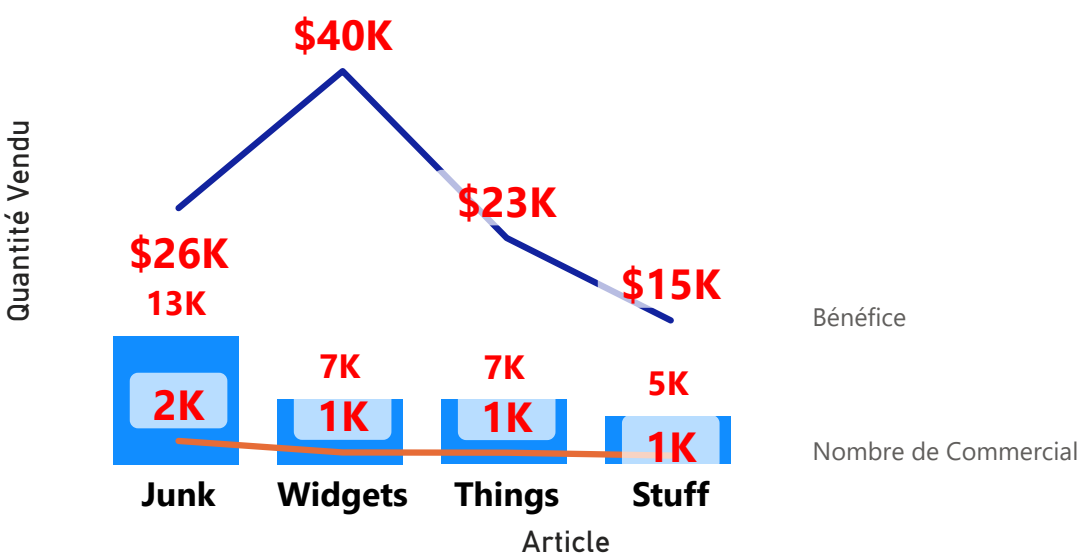 $40K
Quantité Vendu
$23K
$26K
$15K
13K
Bénéfice
7K
7K
5K
2K
1K
1K
1K
Nombre de Commercial
Junk
Widgets
Things
Stuff
Article